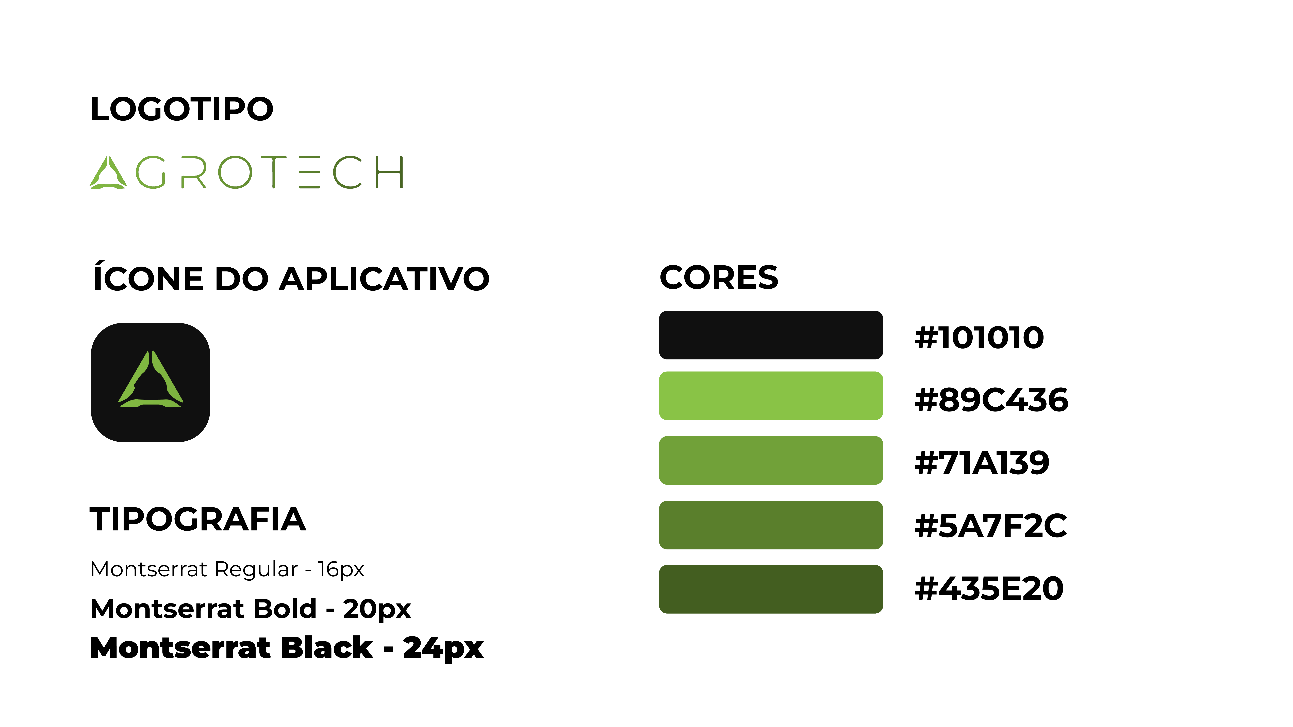 LOGOTIPO
AGROTECH
ÍCONE DO APLICATIVO
TIPOGRAFIA
Montserrat Regular - 16px
Montserrat Bold - 20px
Montserrat Black - 24px
CORES
#101010
#89C436
#71A139
#5A7F2C
#435E20